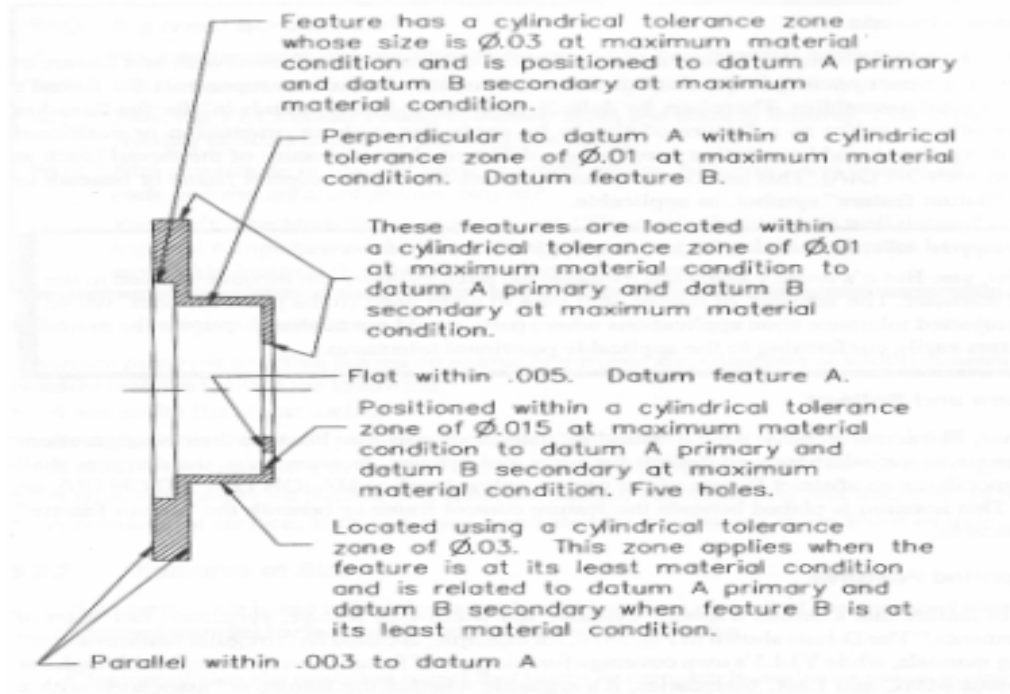 Feature has a cylindrical tolerance zone
whose size is Ø.03 at maximum material
condition and is positioned to datum A primary
and datum B secondary at maximum
material condition.
Perpendicular to datum A within a cylindrical
tolerance zone of Ø.01 at maximum material
condition. Datum feature B.
These features are located within
a cylindrical tolerance zone of Ø.01
at maximum material condition to
datum A primary and datum B
secondary at maximum material
condition.
Flat within .005. Datum feature A.
Positioned within a cylindrical tolerance
zone of Ø.015 at maximum material
condition to datum A primary and
datum B secondary at maximum
material condition. Five holes.
Located using a cylindrical tolerance
zone of Ø.03. This zone applies when the
feature is at its least material condition
and is related to datum A primary and
datum B secondary when feature B is at
its least material condition.
Parallel within .003 to datum A